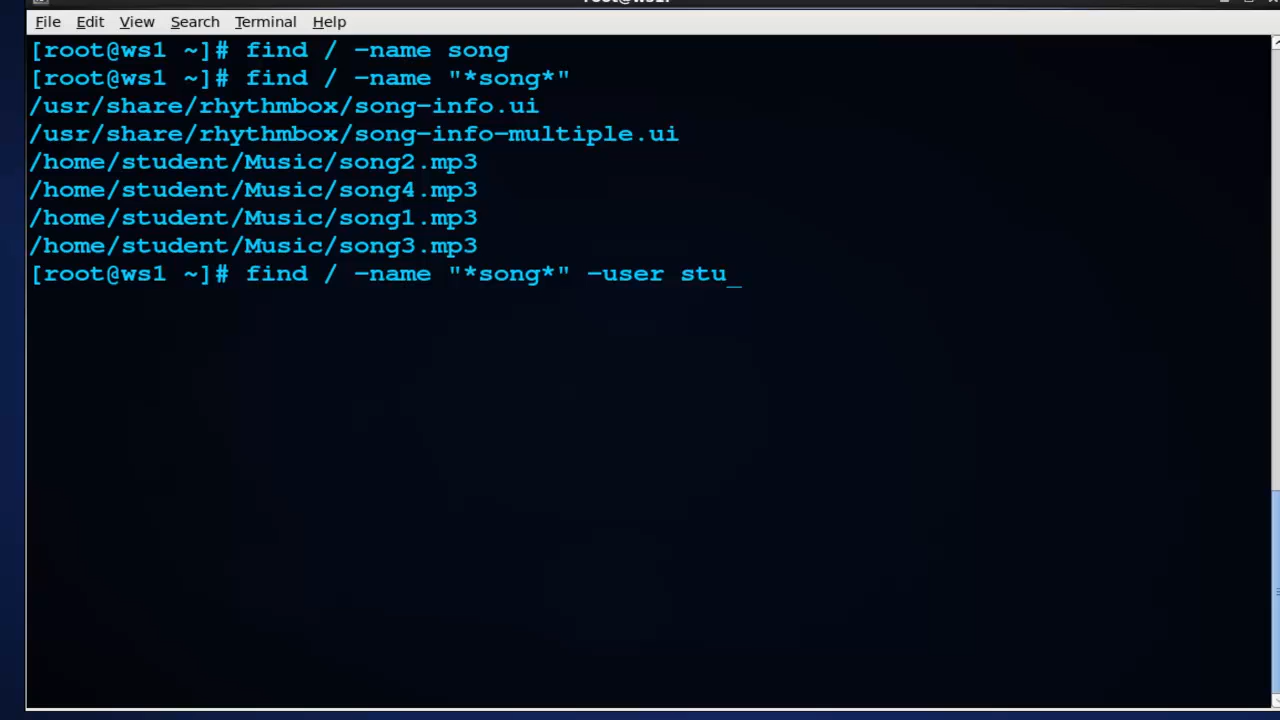 File Edit View Search Terminal Help
[root@ws1 ~]# find / -name song
[root@ws1 ~]# find / -name "*song*"
/usr/share/rhythmbox/song-info.ui
/usr/share/rhythmbox/song-info-multiple.ui
/home/student/Music/song2.mp3
/home/student/Music/song4.mp3
/home/student/Music/song1.mp3
/home/student/Music/song3.mp3
[root@ws1 ~]# find / -name "*song*" -user stu_